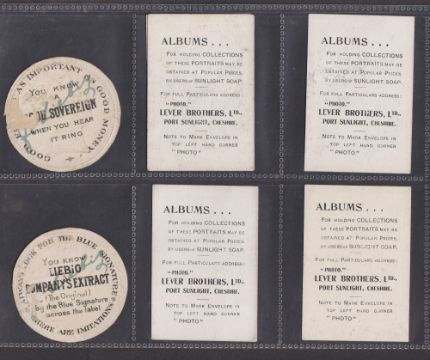 AS IMPORTANT
GOOD MONEY
YOU KNOW
SOVEREIGN
WHEN YOU HEAR
IT RING
ALBUMS...
FOR HOLDING COLLECTIONS
OF THESE PORTRAITS MAY BE
OBTAINED AT POPULAR PRICES,
BY USERS OF SUNLIGHT SOAP.
FOR FULL PARTICULARS ADDRESS:
"PHOTO."
LEVER BROTHERS, LTD.
PORT SUNLIGHT, CHESHIRE.
NOTE TO MARK ENVELOPE IN
TOP LEFT HAND CORNER
"PHOTO"
ALBUMS...
FOR HOLDING COLLECTIONS
OF THESE PORTRAITS MAY BE
OBTAINED AT POPULAR PRICES,
BY USERS OF SUNLIGHT SOAP.
FOR FULL PARTICULARS ADDRESS:
"PHOTO."
LEVER BROTHERS, LTD.
PORT SUNLIGHT, CHESHIRE.
NOTE TO MARK ENVELOPE IN
TOP LEFT HAND CORNER
"PHOTO"
ALWAYS LOOK FOR THE BLUE SIGNATURE
YOU KNOW
LIEBIG
COMPANY'S EXTRACT
(The Original)
by the Blue Signature
across the label
THERE ARE IMITATIONS
ALBUMS...
FOR HOLDING COLLECTIONS
OF THESE PORTRAITS MAY BE
OBTAINED AT POPULAR PRICES,
BY USERS OF SUNLIGHT SOAP.
FOR FULL PARTICULARS ADDRESS:
"PHOTO."
LEVER BROTHERS, LTD.
PORT SUNLIGHT, CHESHIRE.
NOTE TO MARK ENVELOPE IN
TOP LEFT HAND CORNER
"PHOTO"
ALBUMS...
FOR HOLDING COLLECTIONS
OF THESE PORTRAITS MAY BE
OBTAINED AT POPULAR PRICES,
BY USERS OF SUNLIGHT SOAP.
FOR FULL PARTICULARS ADDRESS:
"PHOTO."
LEVER BROTHERS, LTD.
PORT SUNLIGHT, CHESHIRE.
NOTE TO MARK ENVELOPE IN
TOP LEFT HAND CORNER
"PHOTO"